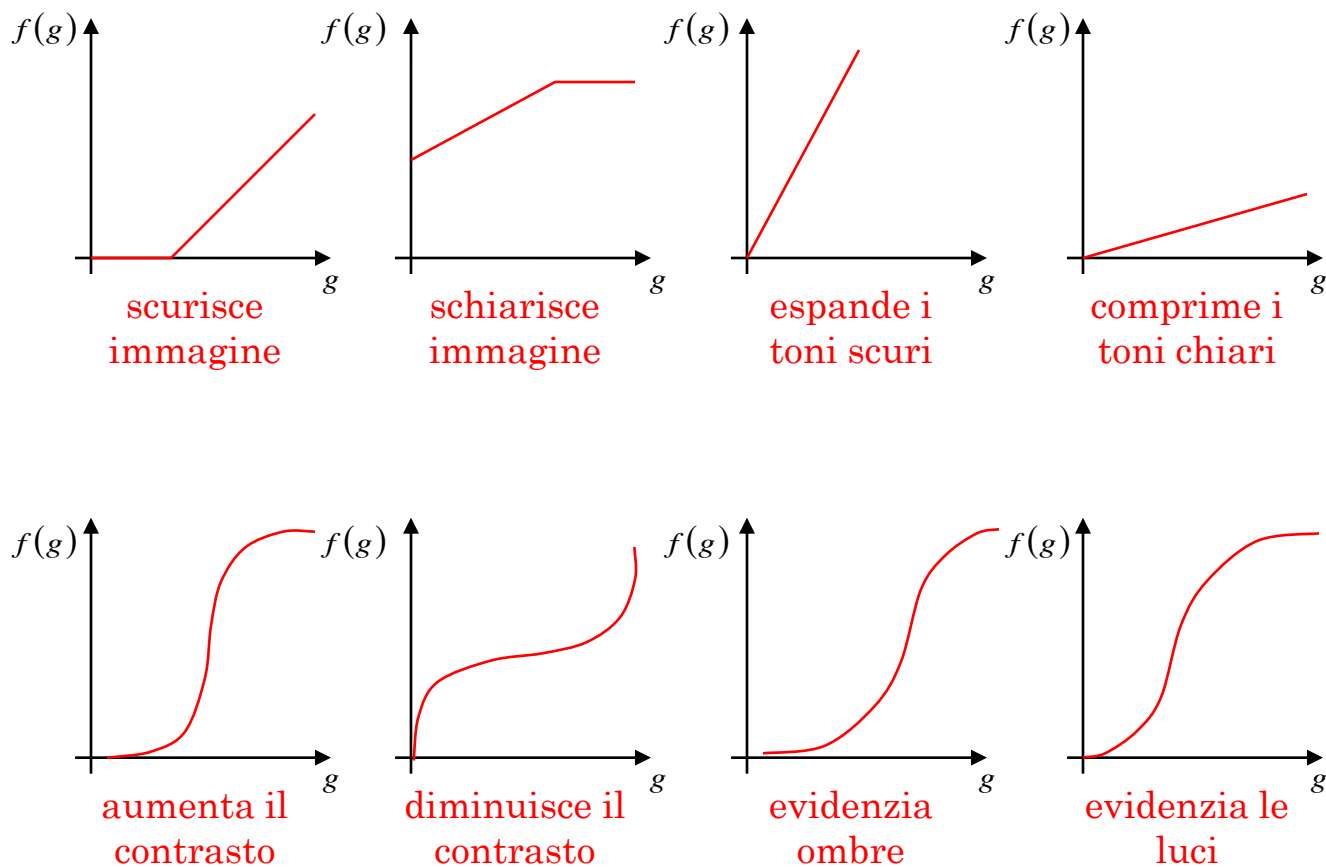 f(g) f(g) f(g) f(g)
g g g g
scurisce schiarisce espande i comprime i
immagine immagine toni scuri toni chiari
f(g) f(g) f(g) f(g)
g g g g
aumenta il diminuisce il evidenzia evidenzia le
contrasto contrasto ombre luci